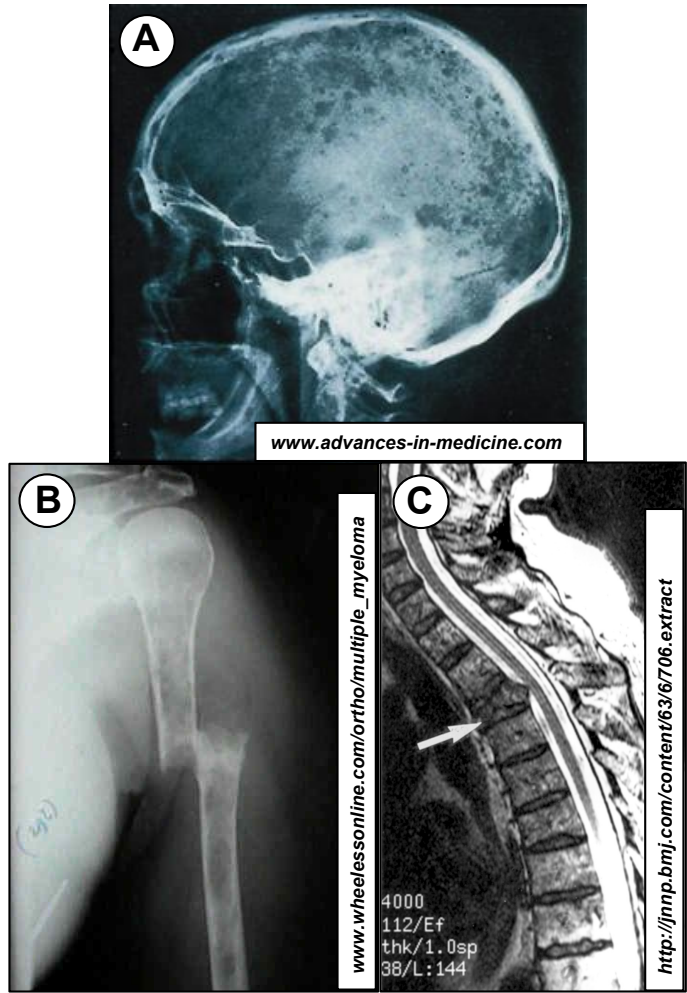 A
www.advances-in-medicine.com
B
www.wheelessonline.com/ortho/multiple_myeloma
C
http://jnnp.bmj.com/content/63/6/706.extract
4000
112/Ef
thk/1.0sp
38/L:144